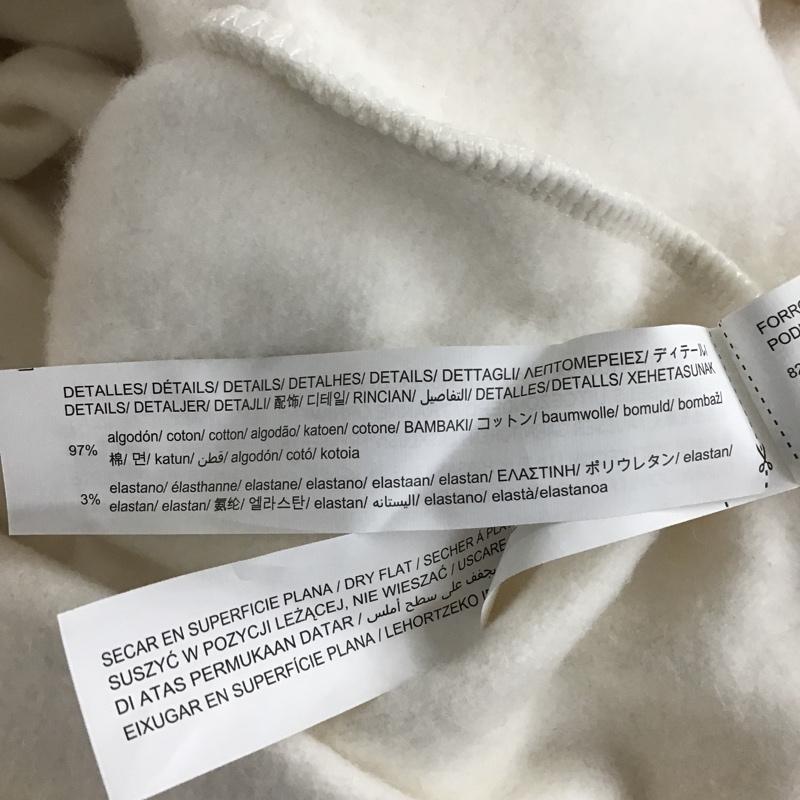 DETALLES/ DÉTAILS/ DETAILS/ DETALHES/ DETAILS/ DETTAGLI/ ΛΕΠΤΟΜΕΡΕΙΕΣ/ ディテール/
DETAILS/ DETALJER/ DETAJLI/ 配饰/ 디테일/ RINCIAN/ التفاصيل/ DETALLES/DETALLS/ XEHETASUNAK
97% algodón/ coton/ cotton/ algodão/ katoen/ cotone/ BAMBAKI/ コットン/ baumwolle/ bomuld/ bombaž/
棉/ 면/ katun/ قطن/ algodón/ cotó/ kotoia
3% elastano/ élasthanne/ elastane/ elastano/ elastaan/ elastan/ ΕΛΑΣΤΙΝΗ/ ポリウレタン/ elastan/
elastan/ elastan/ 氨纶/ 엘라스탄/ elastan/ اليستانه/ elastano/ elastà/elastanoa
FORRO
82
SECAR EN SUPERFICIE PLANA / DRY FLAT / SECHER À
SUSZYĆ W POZYCJI LEŻĄCEJ, NIE WIESZAĆ / USCARE
DI ATAS PERMUKAAN DATAR / يجفف على سطح أملس
EIXUGAR EN SUPERFÍCIE PLANA / LEHORTZEKO